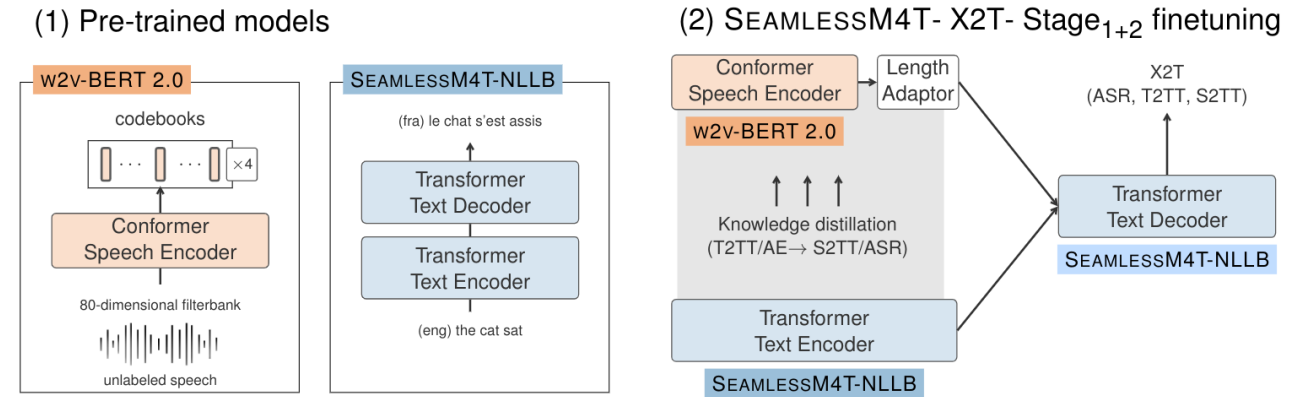 (1) Pre-trained models
w2v-BERT 2.0
codebooks
... ...
×4
Conformer
Speech Encoder
80-dimensional filterbank
unlabeled speech
SEAMLESSM4T-NLLB
(fra) le chat s'est assis
Transformer
Text Decoder
Transformer
Text Encoder
(eng) the cat sat
(2) SEAMLESSM4T- X2T- Stage1+2 finetuning
Conformer
Speech Encoder
Length
Adaptor
w2v-BERT 2.0
Knowledge distillation
(T2TT/AE→ S2TT/ASR)
Transformer
Text Encoder
SEAMLESSM4T-NLLB
X2T
(ASR, T2TT, S2TT)
Transformer
Text Decoder
SEAMLESSM4T-NLLB